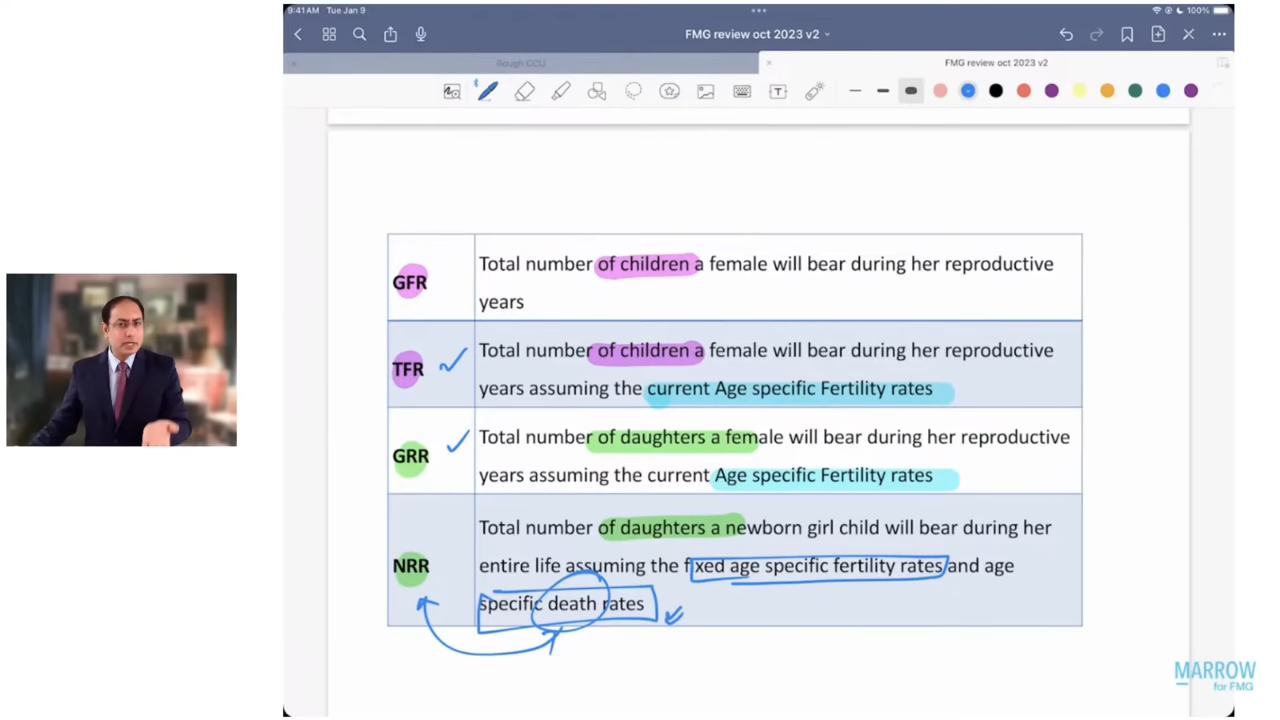 9:41 AM Tue Jan 9
100%
FMG review oct 2023 v2
Rough CCU
FMG review oct 2023 v2
GFR
Total number of children a female will bear during her reproductive
years
TFR
Total number of children a female will bear during her reproductive
years assuming the current Age specific Fertility rates
GRR
Total number of daughters a female will bear during her reproductive
years assuming the current Age specific Fertility rates
NRR
Total number of daughters a newborn girl child will bear during her
entire life assuming the fixed age specific fertility rates and age
specific death rates
MARROW
for FMG